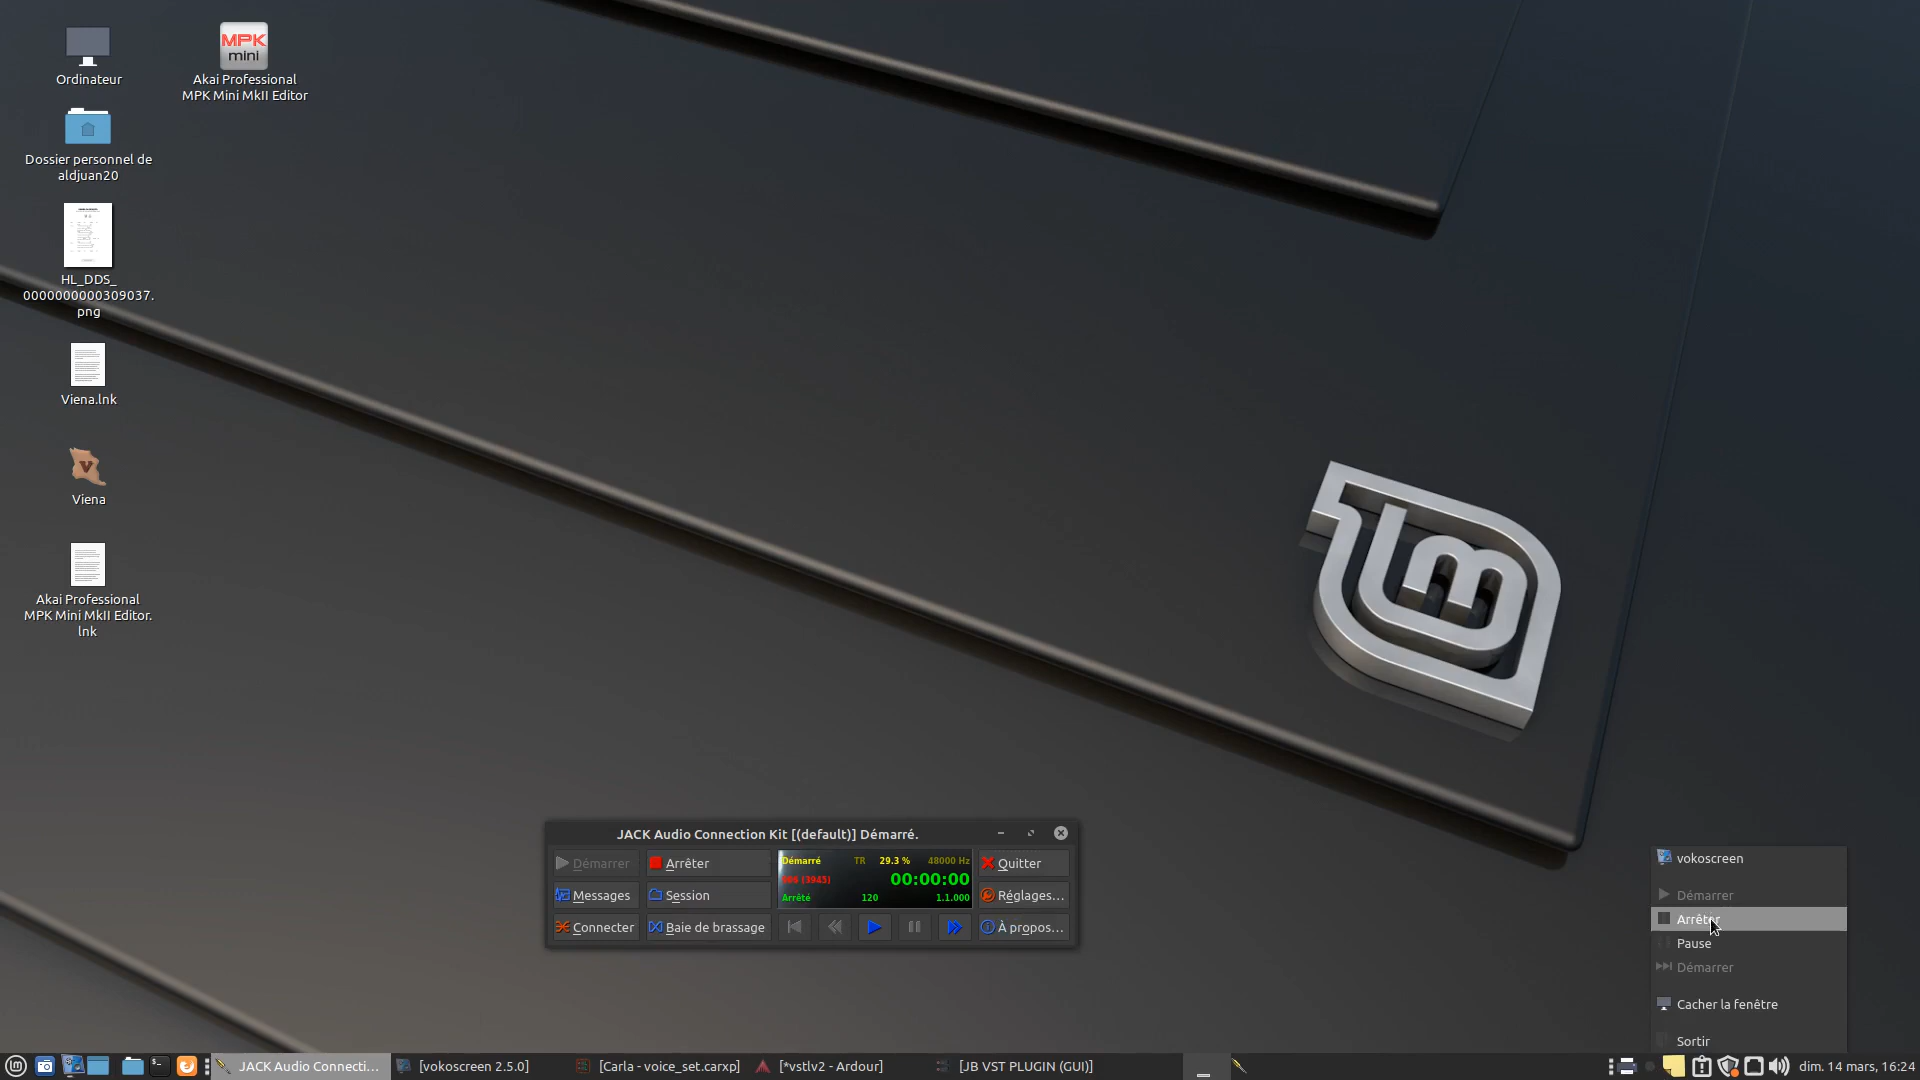 Ordinateur
MPK
mini
Akai Professional
MPK Mini MkII Editor
Dossier personnel de
aldjuan20
HL_DDS_
0000000000309037.
png
Viena.lnk
Viena
Akai Professional
MPK Mini MkII Editor.
lnk
JACK Audio Connection Kit [(default)] Démarré.
Démarrer
Arrêter
Démarré
TR
29.3 %
48000 Hz
Quitter
Messages
Session
(3945)
00:00:00
Réglages...
Arrêté
120
1.1.000
Connecter
Baie de brassage
À propos...
vokoscreen
Démarrer
Arrêter
Pause
Démarrer
Cacher la fenêtre
Sortir
JACK Audio Connecti...
[vokoscreen 2.5.0]
[Carla - voice_set.carxp]
[*vstlv2 - Ardour]
[JB VST PLUGIN (GUI)]
dim. 14 mars, 16:24